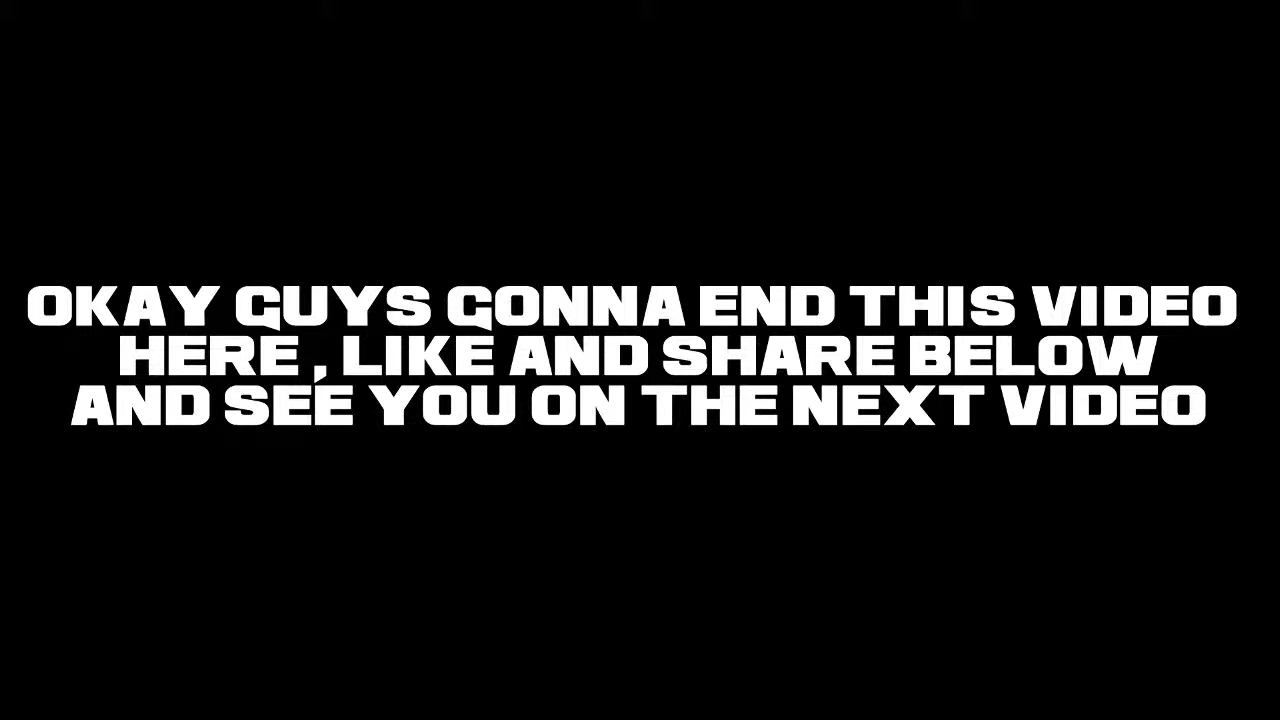 OKAY GUYS GONNA END THIS VIDEO
HERE , LIKE AND SHARE BELOW
AND SEE YOU ON THE NEXT VIDEO